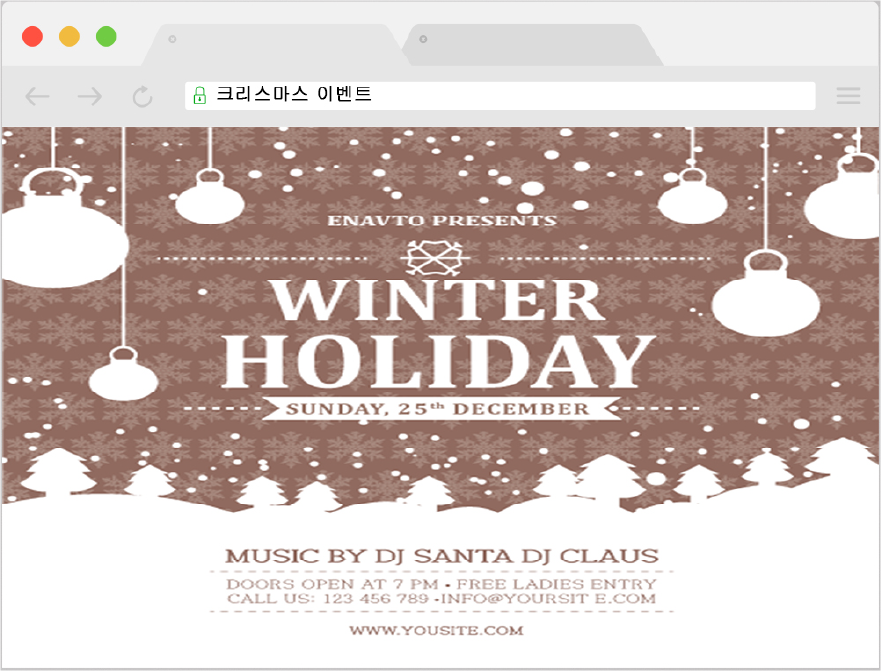 크리스마스 이벤트
ENAVTO PRESENTS
WINTER
HOLIDAY
SUNDAY, 25th DECEMBER
MUSIC BY DJ SANTA DJ CLAUS
DOORS OPEN AT 7 PM • FREE LADIES ENTRY
CALL US: 123 456 789 •INFO@YOURSIT E.COM
WWW.YOUSITE.COM